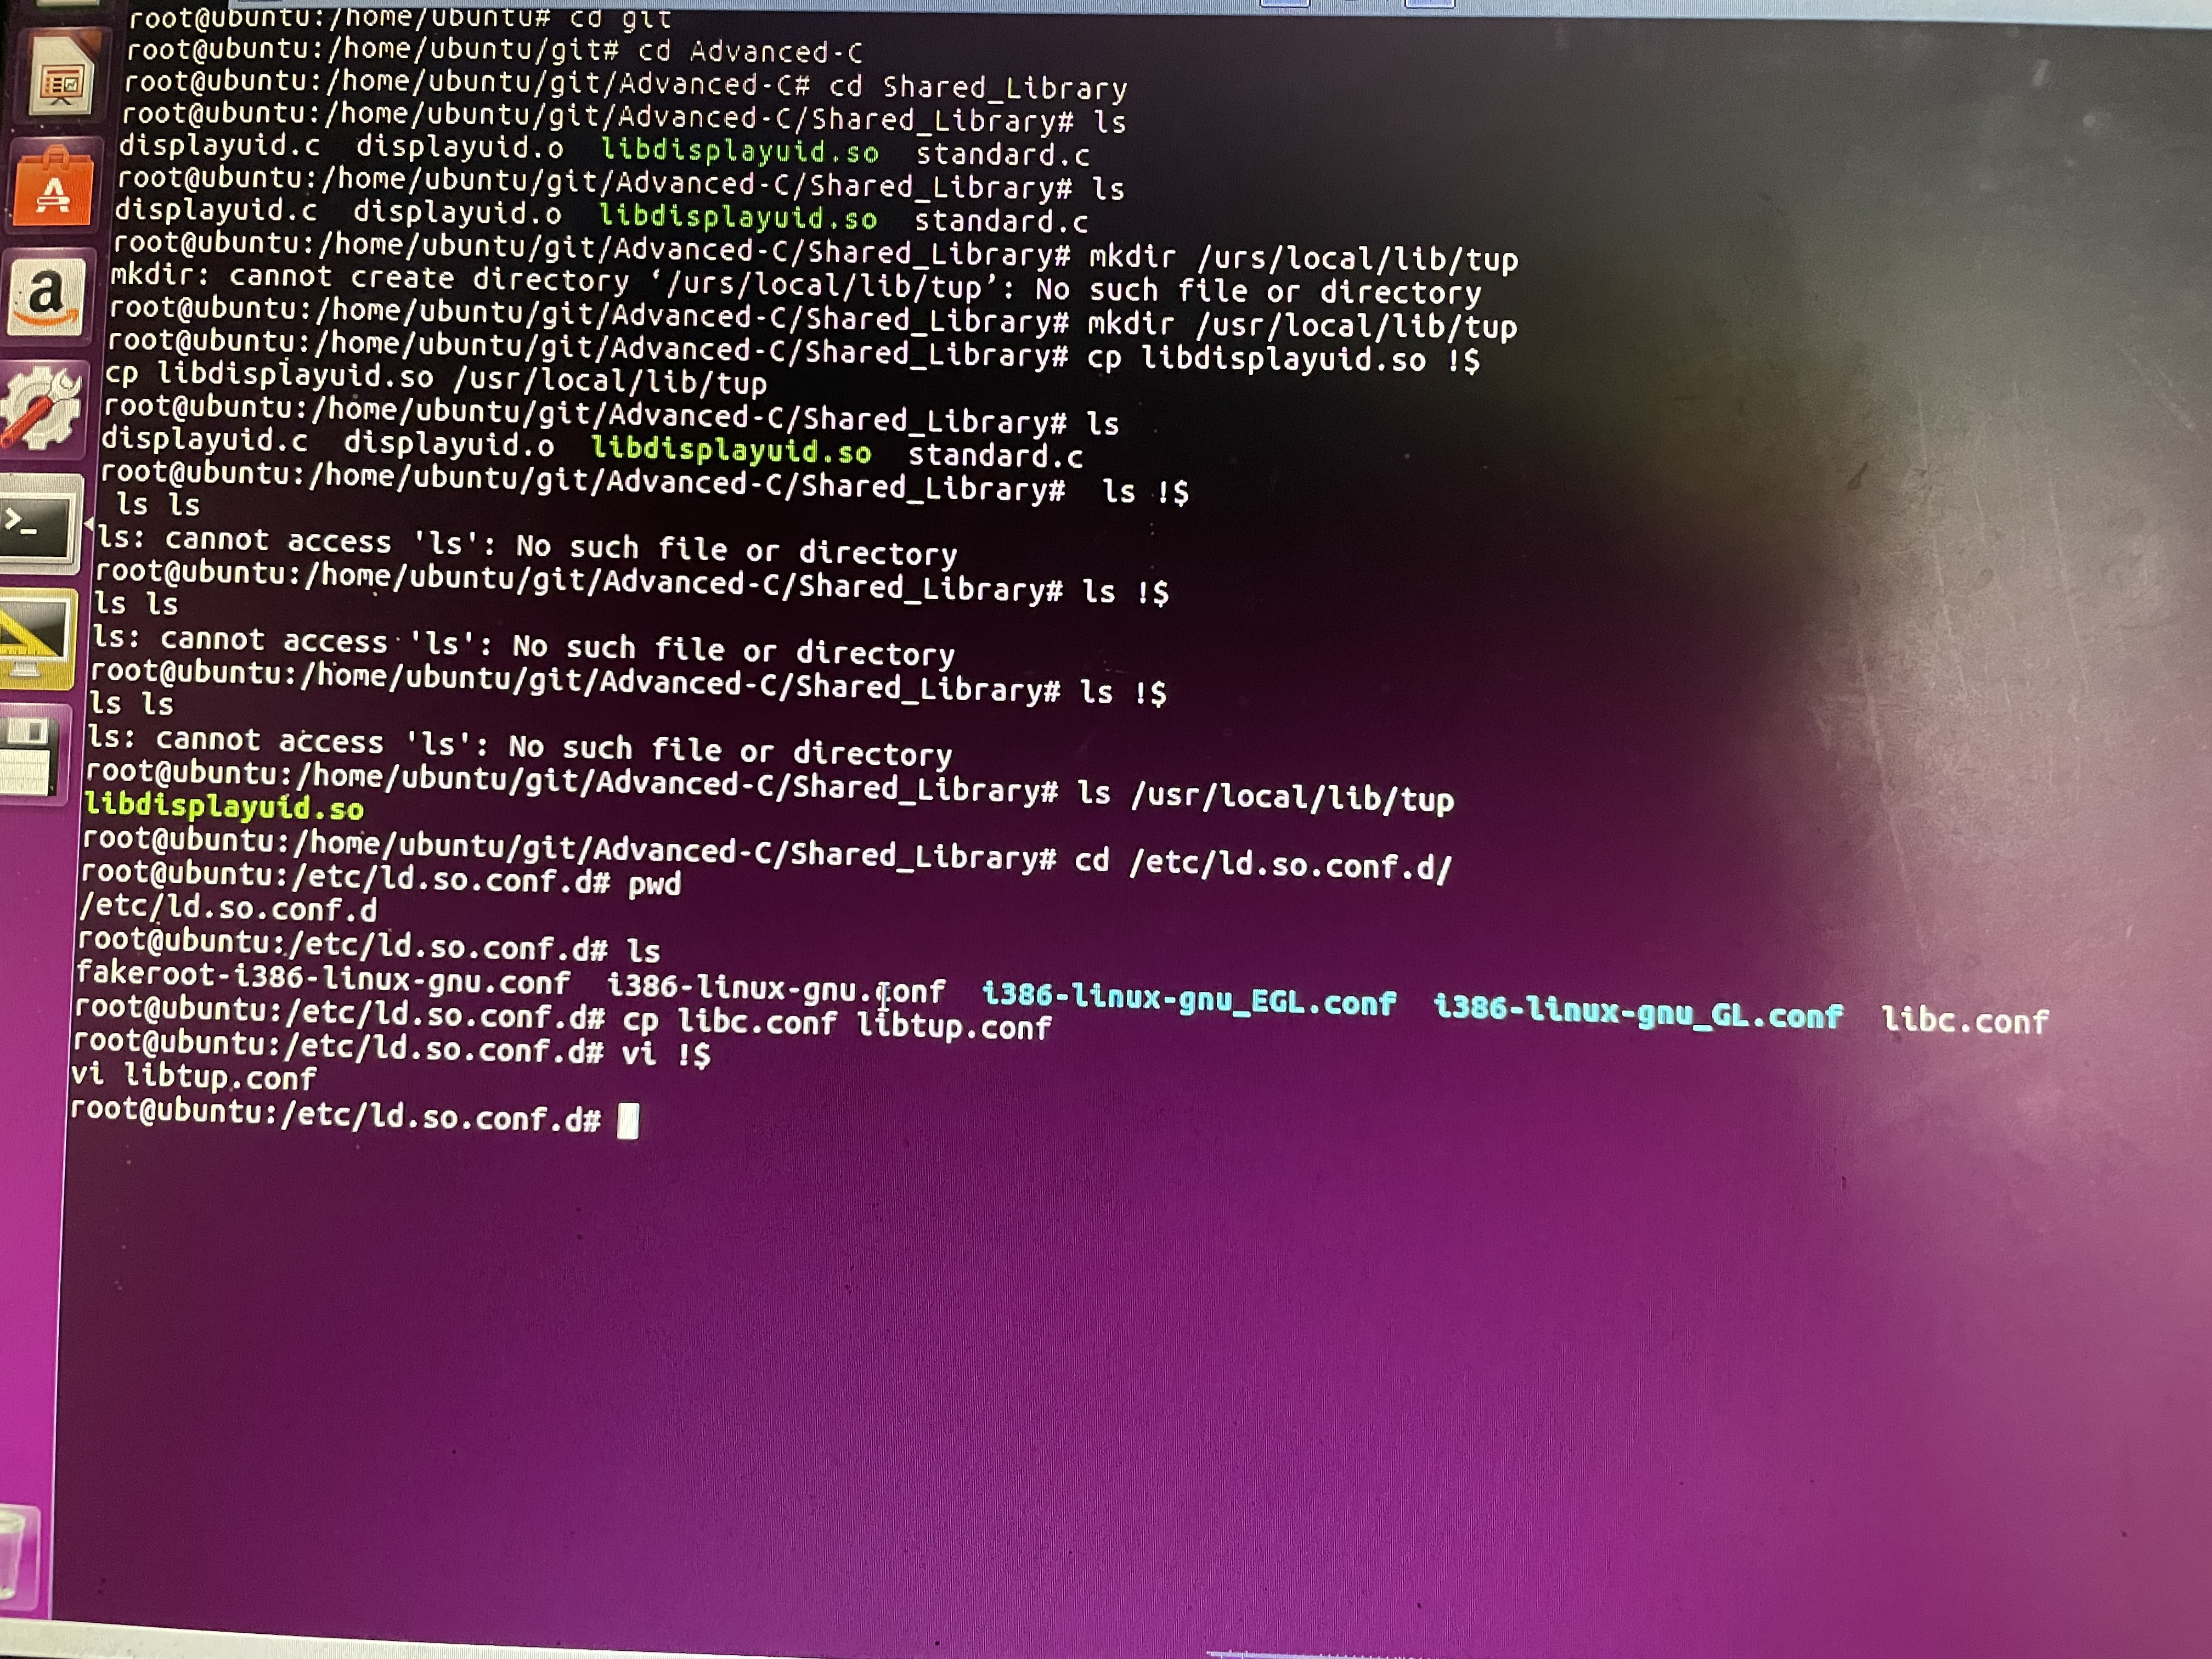 root@ubuntu:/home/ubuntu# cd git
root@ubuntu:/home/ubuntu/git# cd Advanced-C
root@ubuntu:/home/ubuntu/git/Advanced-C# cd Shared_Library
root@ubuntu:/home/ubuntu/git/Advanced-C/Shared_Library# ls
displayuid.c  displayuid.o  libdisplayuid.so  standard.c
root@ubuntu:/home/ubuntu/git/Advanced-C/Shared_Library# ls
displayuid.c  displayuid.o  libdisplayuid.so  standard.c
root@ubuntu:/home/ubuntu/git/Advanced-C/Shared_Library# mkdir /urs/local/lib/tup
mkdir: cannot create directory ‘/urs/local/lib/tup’: No such file or directory
root@ubuntu:/home/ubuntu/git/Advanced-C/Shared_Library# mkdir /usr/local/lib/tup
root@ubuntu:/home/ubuntu/git/Advanced-C/Shared_Library# cp libdisplayuid.so !$
cp libdisplayuid.so /usr/local/lib/tup
root@ubuntu:/home/ubuntu/git/Advanced-C/Shared_Library# ls
displayuid.c  displayuid.o  libdisplayuid.so  standard.c
root@ubuntu:/home/ubuntu/git/Advanced-C/Shared_Library#  ls !$
 ls ls
ls: cannot access 'ls': No such file or directory
root@ubuntu:/home/ubuntu/git/Advanced-C/Shared_Library# ls !$
ls ls
ls: cannot access 'ls': No such file or directory
root@ubuntu:/home/ubuntu/git/Advanced-C/Shared_Library# ls !$
ls ls
ls: cannot access 'ls': No such file or directory
root@ubuntu:/home/ubuntu/git/Advanced-C/Shared_Library# ls /usr/local/lib/tup
libdisplayuid.so
root@ubuntu:/home/ubuntu/git/Advanced-C/Shared_Library# cd /etc/ld.so.conf.d/
root@ubuntu:/etc/ld.so.conf.d# pwd
/etc/ld.so.conf.d
root@ubuntu:/etc/ld.so.conf.d# ls
fakeroot-i386-linux-gnu.conf  i386-linux-gnu.conf  i386-linux-gnu_EGL.conf  i386-linux-gnu_GL.conf  libc.conf
root@ubuntu:/etc/ld.so.conf.d# cp libc.conf libtup.conf
root@ubuntu:/etc/ld.so.conf.d# vi !$
vi libtup.conf
root@ubuntu:/etc/ld.so.conf.d#